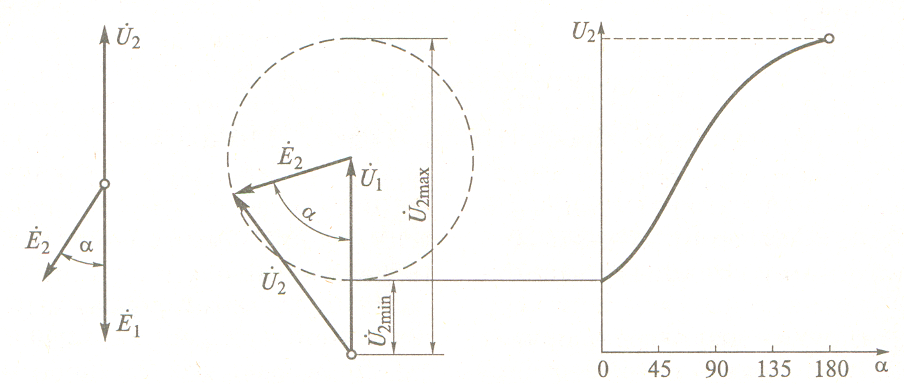 U̇₂
Ė₂
α
Ė₁
Ė₂
U̇₁
α
U̇₂
U̇₂max
U̇₂min
U₂
0 45 90 135 180 α